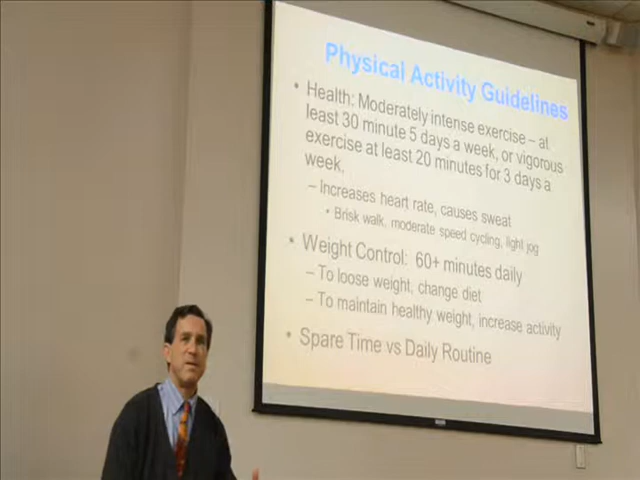 Physical Activity Guidelines
• Health: Moderately intense exercise – at
least 30 minute 5 days a week, or vigorous
exercise at least 20 minutes for 3 days a
week,
– Increases heart rate, causes sweat
• Brisk walk, moderate speed cycling, light jog
• Weight Control: 60+ minutes daily
– To loose weight, change diet
– To maintain healthy weight, increase activity
• Spare Time vs Daily Routine